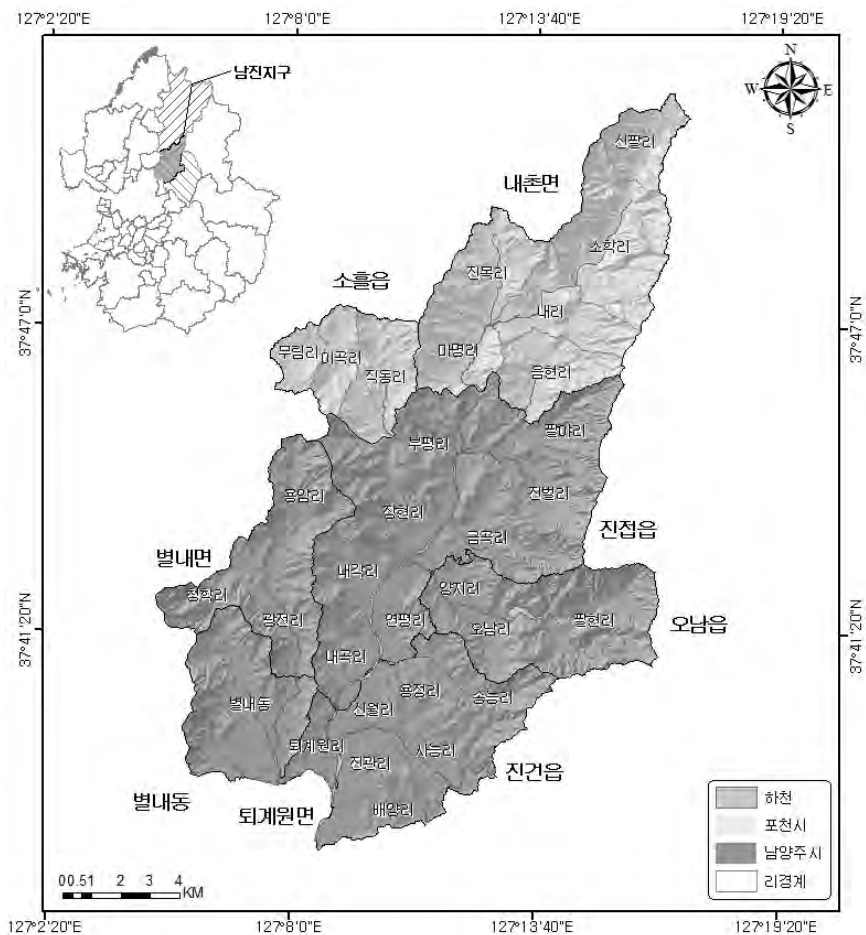 127°2'20"E 127°8'0"E 127°13'40"E 127°19'20"E
남진지구
N
W E
S
신팔리
내촌면
소학리
진목리
소흘읍
내리
37°47'0"N 37°47'0"N
무림리 이곡리 마명리
직동리 음현리
팔야리
부평리
용암리 진벌리
장현리
금곡리 진접읍
별내면
내각리
청학리 양지리
광전리 연평리 오남리 팔현리 오남읍
37°41'20"N 37°41'20"N
내곡리
별내동 용정리 송능리
신월리
퇴계원리 사능리
진관리 진건읍
별내동 배양리
퇴계원면
하천
포천시
남양주시
리경계
00.51 2 3 4
KM
127°2'20"E 127°8'0"E 127°13'40"E 127°19'20"E